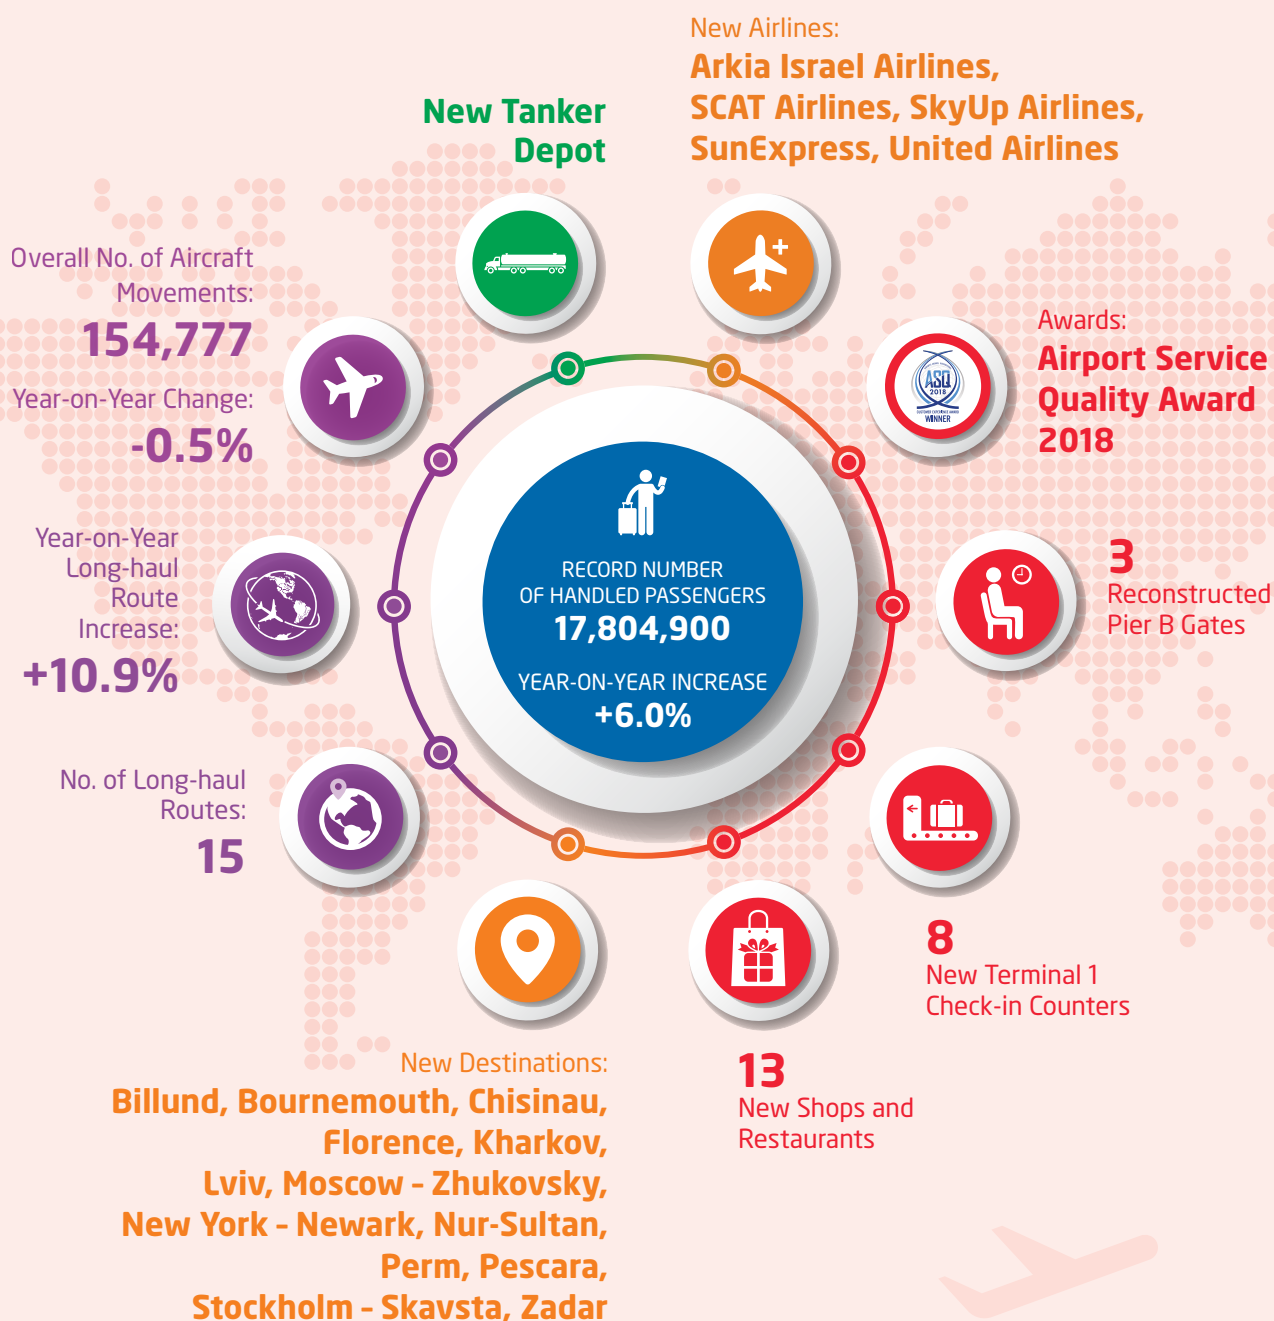 New Airlines:
Arkia Israel Airlines,
SCAT Airlines, SkyUp Airlines,
SunExpress, United Airlines
New Tanker
Depot
Overall No. of Aircraft
Movements:
154,777
Year-on-Year Change:
-0.5%
Awards:
Airport Service
Quality Award
2018
ASQ
2018
CUSTOMER EXPERIENCE AWARD
WINNER
Year-on-Year
Long-haul
Route
Increase:
+10.9%
RECORD NUMBER
OF HANDLED PASSENGERS
17,804,900
YEAR-ON-YEAR INCREASE
+6.0%
3
Reconstructed
Pier B Gates
No. of Long-haul
Routes:
15
8
New Terminal 1
Check-in Counters
13
New Shops and
Restaurants
New Destinations:
Billund, Bournemouth, Chisinau,
Florence, Kharkov,
Lviv, Moscow – Zhukovsky,
New York – Newark, Nur-Sultan,
Perm, Pescara,
Stockholm – Skavsta, Zadar